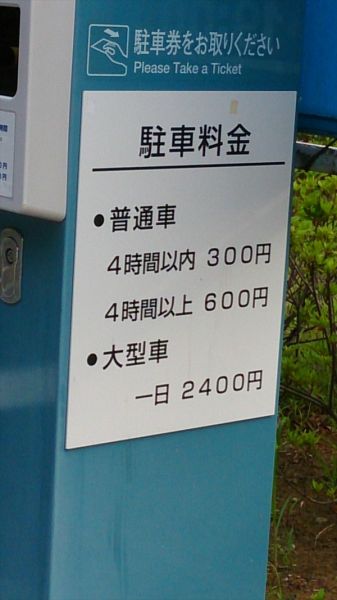 駐車券をお取りください
Please Take a Ticket
駐車料金
●普通車
4時間以内 300円
4時間以上 600円
●大型車
一日 2400円